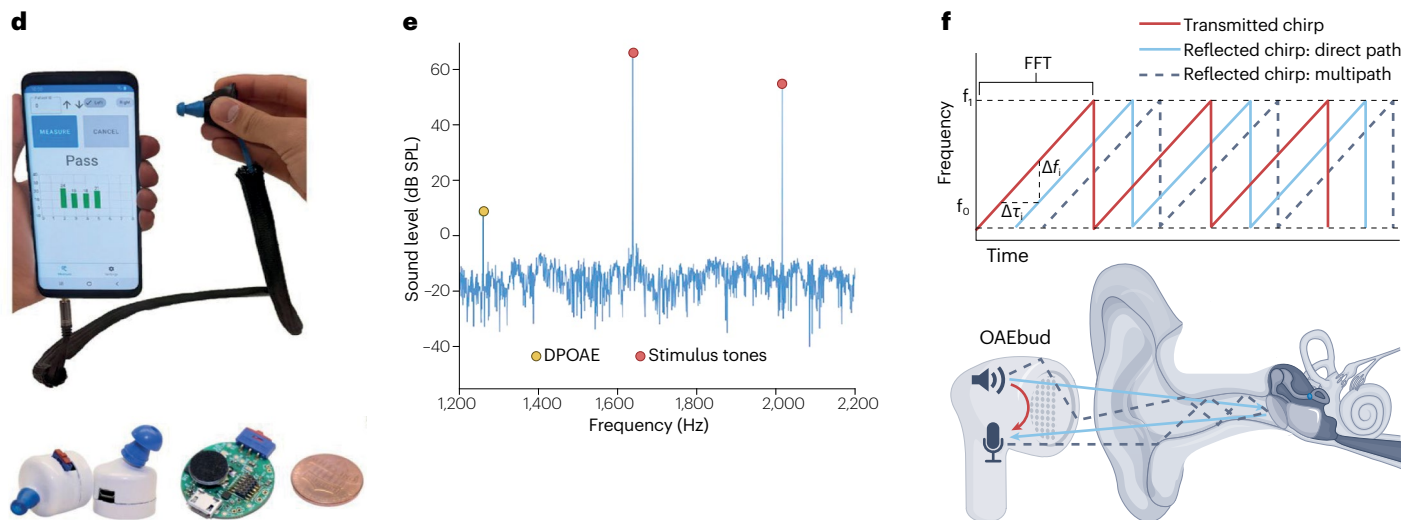 d
Left
Right
MEASURE
CANCEL
Pass
e
Sound level (dB SPL)
60
40
20
0
−20
−40
DPOAE
Stimulus tones
1,200
1,400
1,600
1,800
2,000
2,200
Frequency (Hz)
f
Transmitted chirp
Reflected chirp: direct path
Reflected chirp: multipath
FFT
f₁
Frequency
Δfᵢ
f₀
Δτᵢ
Time
OAEbud